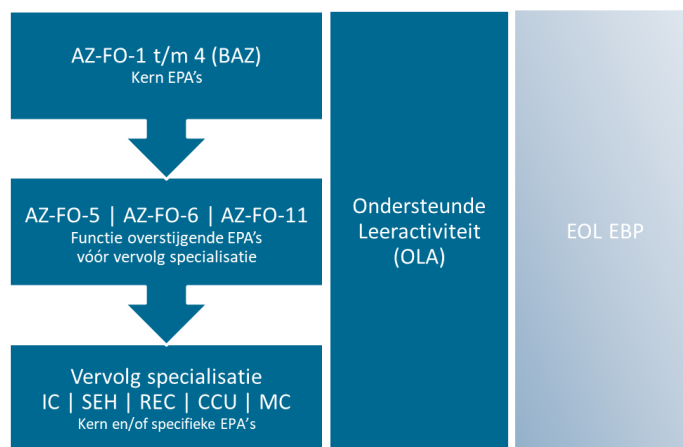 AZ-FO-1 t/m 4 (BAZ)
Kern EPA’s
AZ-FO-5 | AZ-FO-6 | AZ-FO-11
Functie overstijgende EPA’s
vóór vervolg specialisatie
Vervolg specialisatie
IC | SEH | REC | CCU | MC
Kern en/of specifieke EPA’s
Ondersteunde
Leeractiviteit
(OLA)
EOL EBP